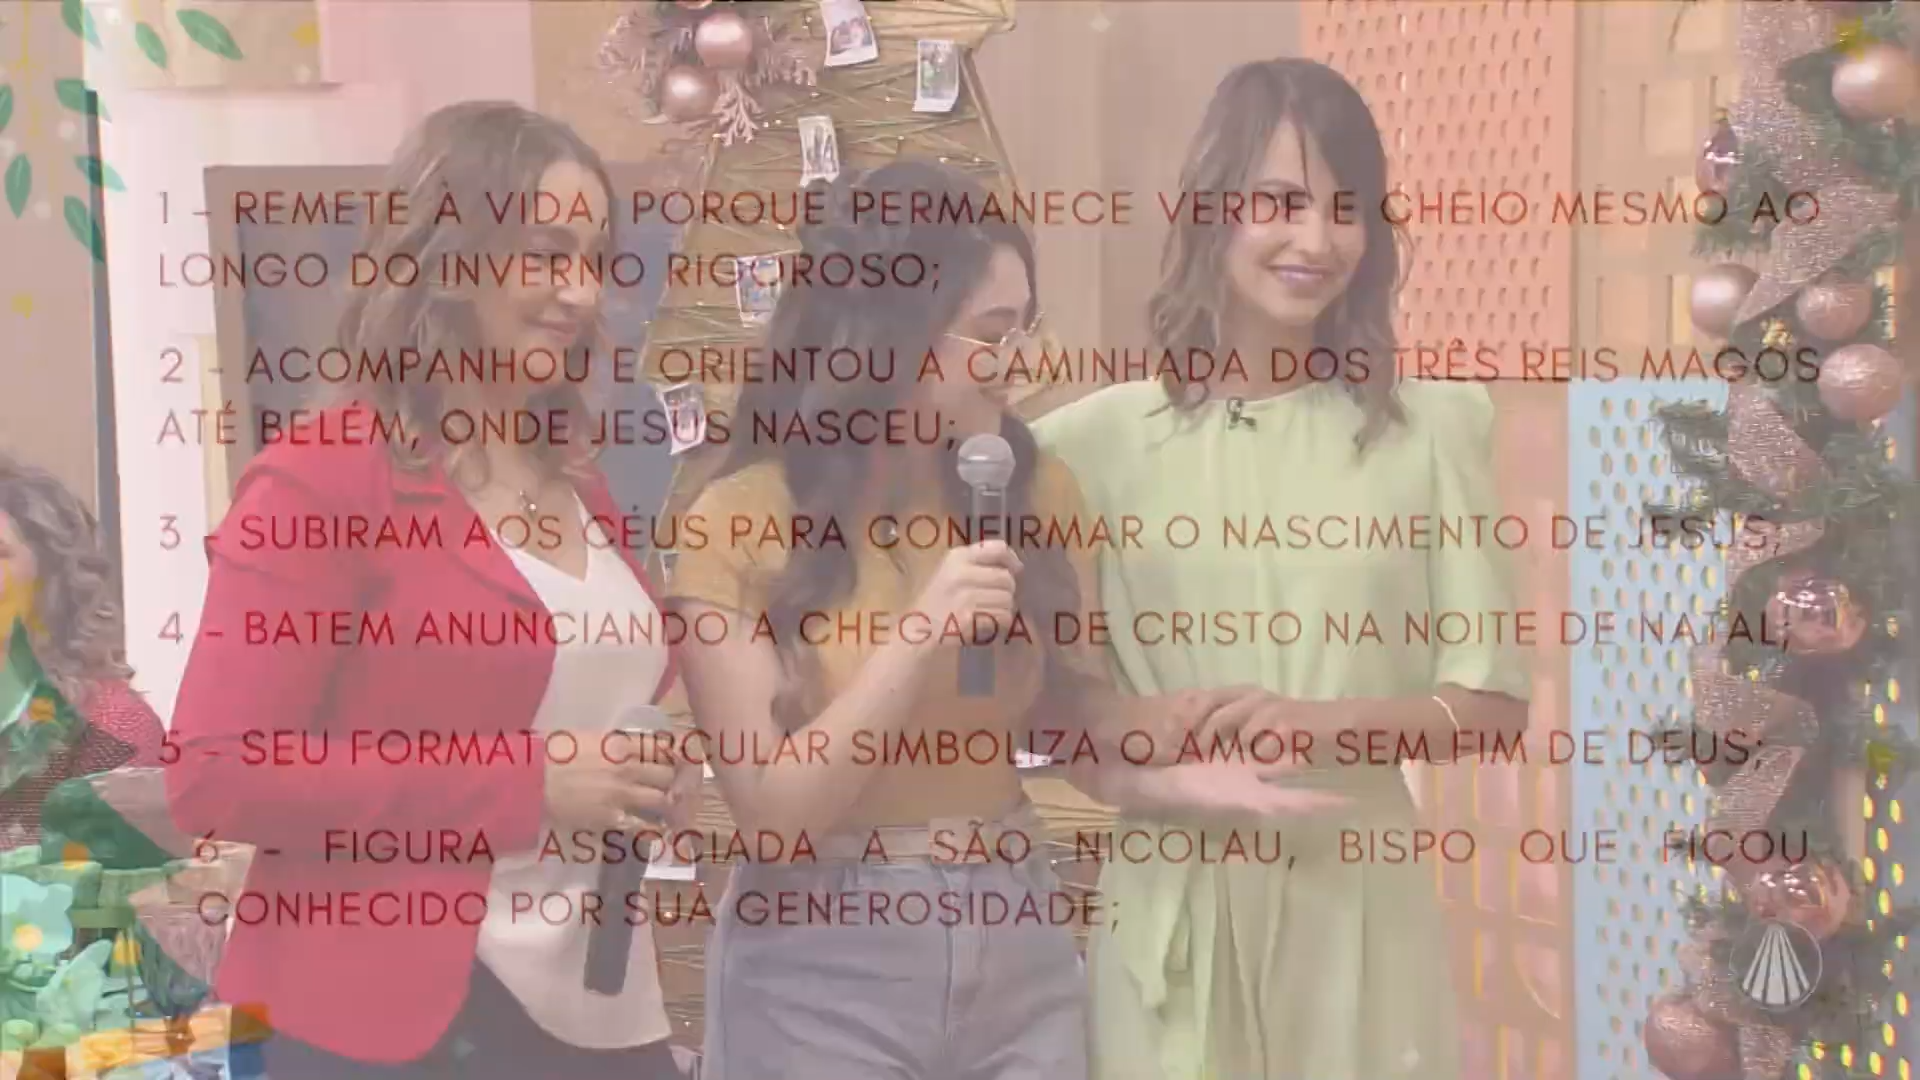 1 - REMETE À VIDA, PORQUE PERMANECE VERDE E CHEIO MESMO AO
LONGO DO INVERNO RIGOROSO;
2 - ACOMPANHOU E ORIENTOU A CAMINHADA DOS TRÊS REIS MAGOS
ATÉ BELÉM, ONDE JESUS NASCEU;
3 - SUBIRAM AOS CÉUS PARA CONFIRMAR O NASCIMENTO DE JESUS;
4 - BATEM ANUNCIANDO A CHEGADA DE CRISTO NA NOITE DE NATAL;
5 - SEU FORMATO CIRCULAR SIMBOLIZA O AMOR SEM FIM DE DEUS;
6 - FIGURA ASSOCIADA A SÃO NICOLAU, BISPO QUE FICOU
CONHECIDO POR SUA GENEROSIDADE;